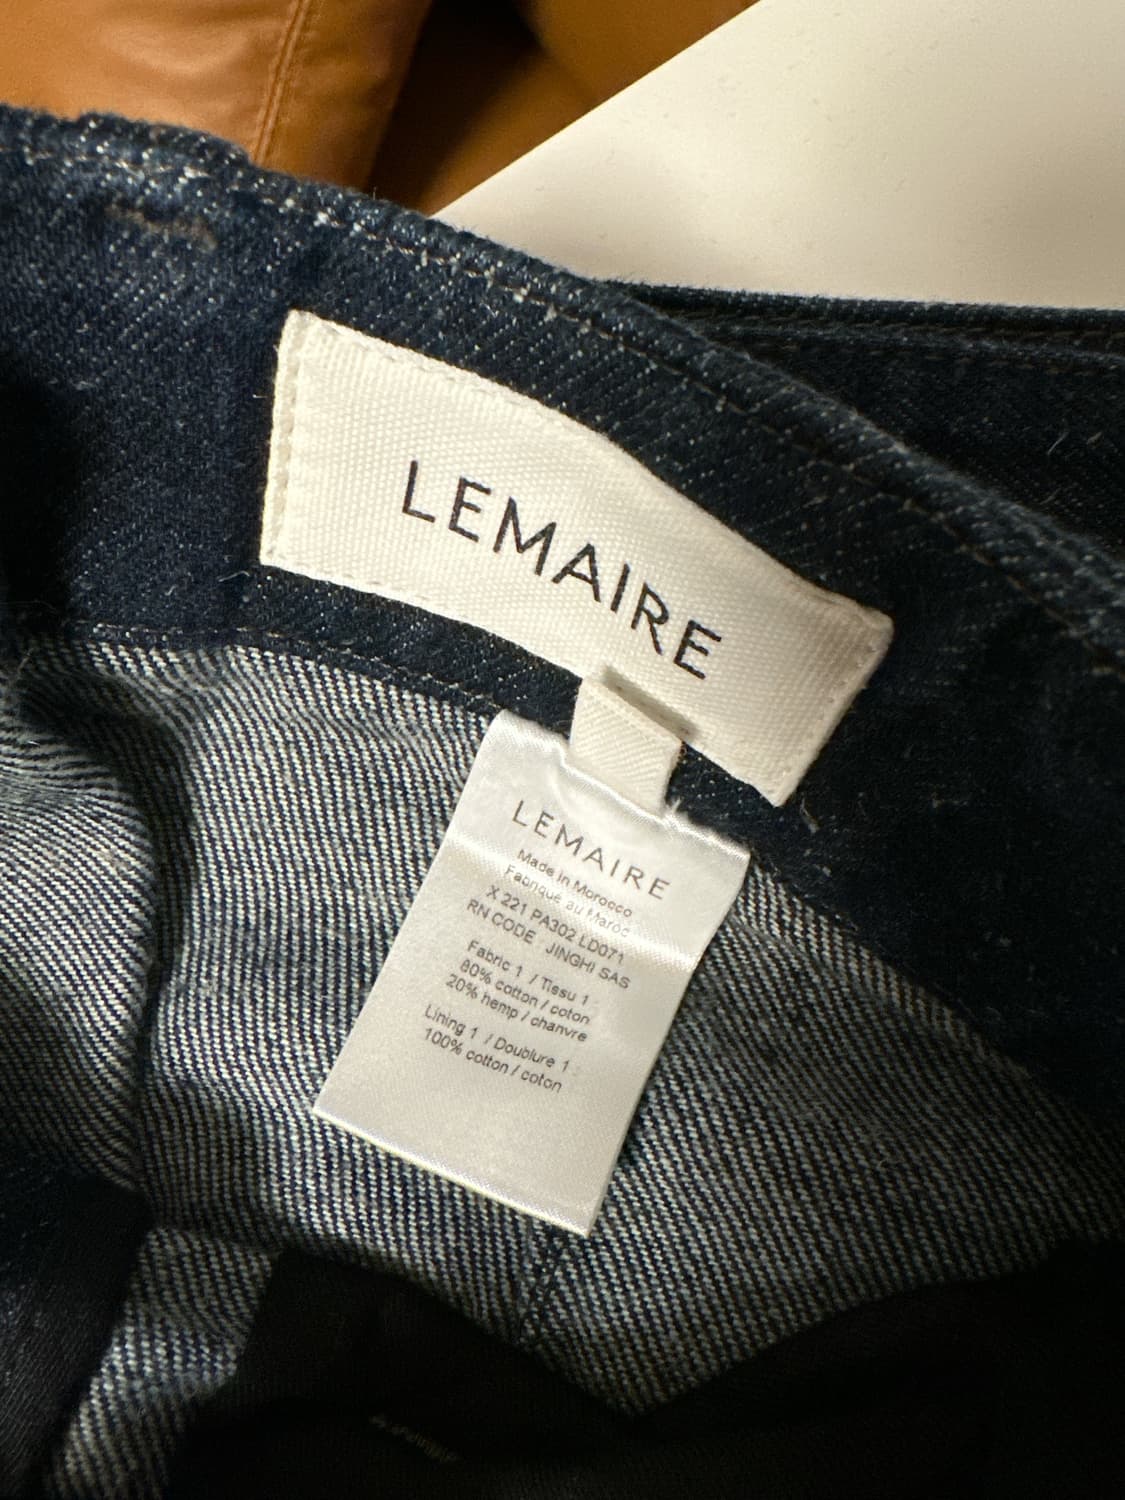 LEMAIRE
LEMAIRE
Made in Morocco
Fabriqué au Maroc
X 221 PA302 LD071
RN CODE : JINGHI SAS
Fabric 1 / Tissu 1 :
80% cotton / coton
20% hemp / chanvre
Lining 1 / Doublure 1 :
100% cotton / coton